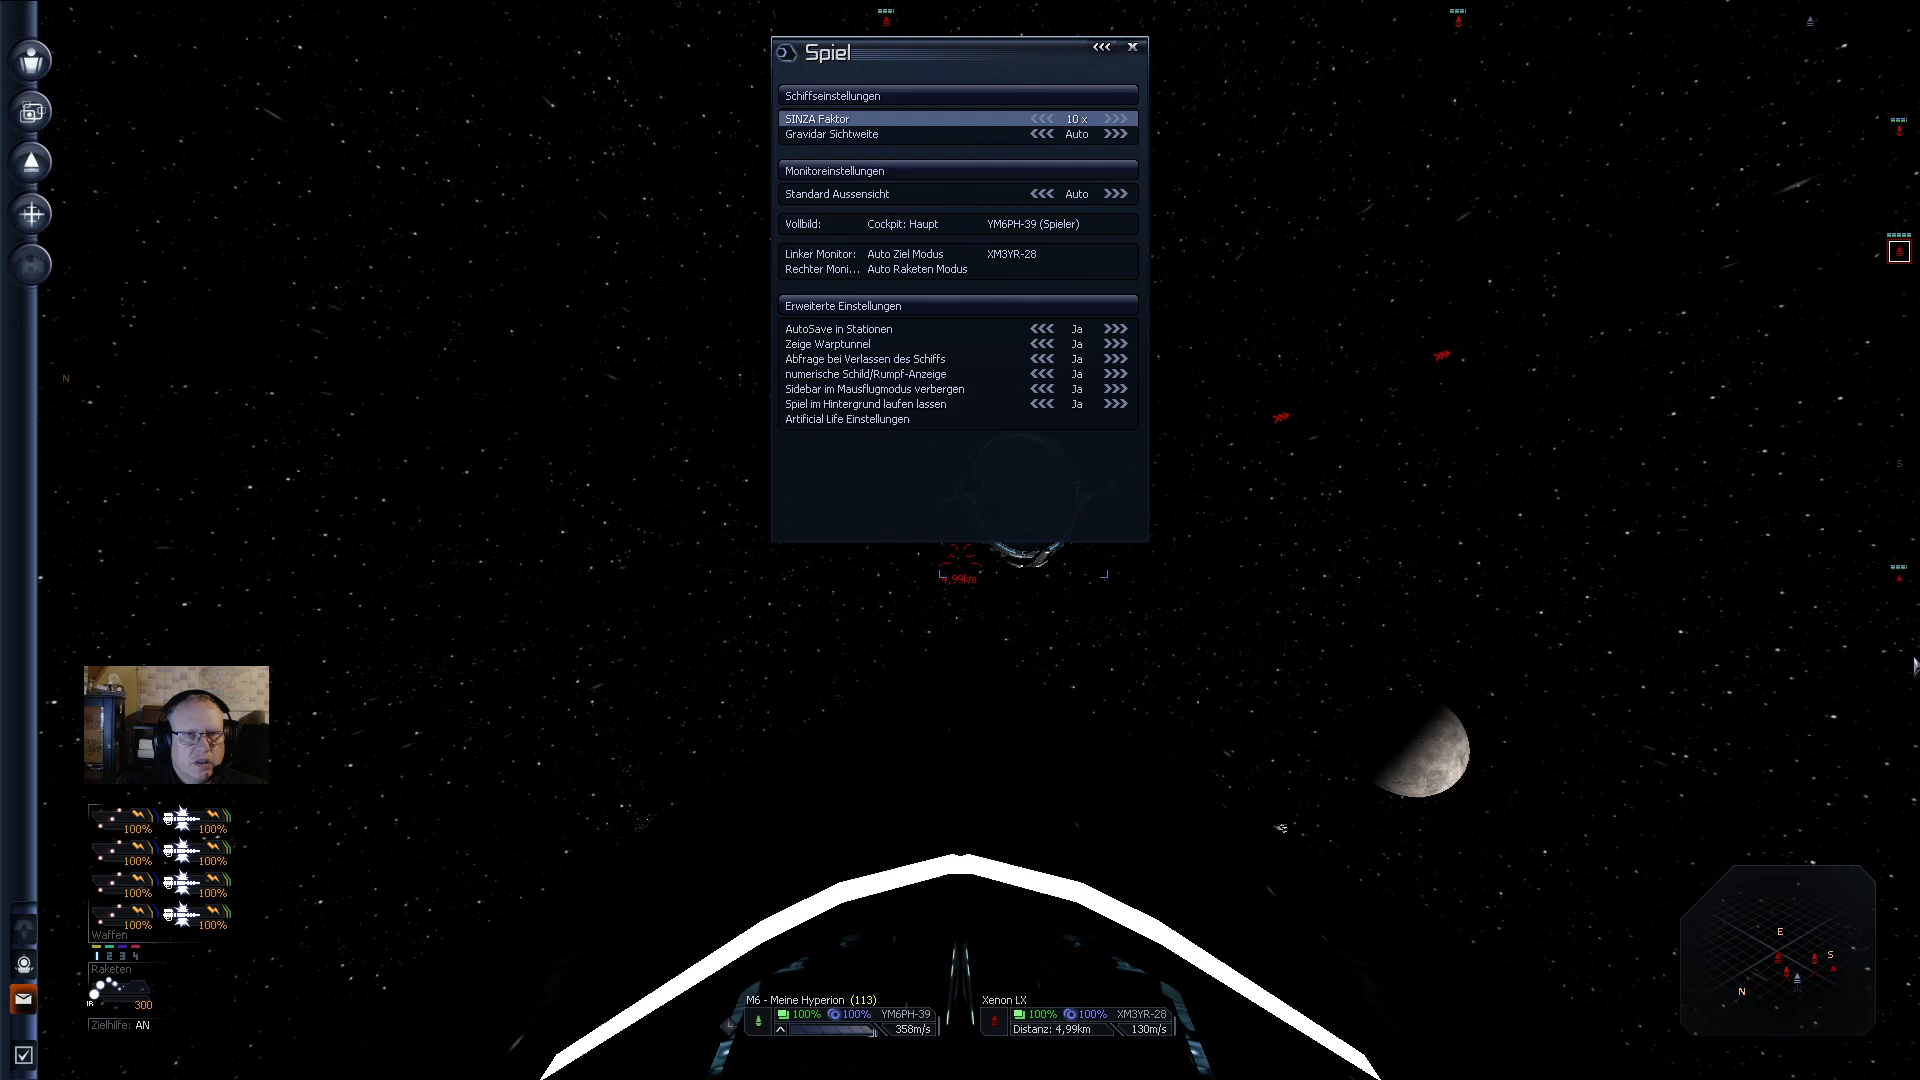 Spiel
Schiffseinstellungen
SINZA Faktor 10 x
Gravidar Sichtweite Auto
Monitoreinstellungen
Standard Aussensicht Auto
Vollbild: Cockpit: Haupt YM6PH-39 (Spieler)
Linker Monitor: Auto Ziel Modus XM3YR-28
Rechter Moni... Auto Raketen Modus
Erweiterte Einstellungen
AutoSave in Stationen Ja
Zeige Warptunnel Ja
Abfrage bei Verlassen des Schiffs Ja
numerische Schild/Rumpf-Anzeige Ja
Sidebar im Mausflugmodus verbergen Ja
Spiel im Hintergrund laufen lassen Ja
Artificial Life Einstellungen
N
S
4,99km
100% 100%
100% 100%
100% 100%
100% 100%
Waffen
1 2 3 4
Raketen
IR
300
Zielhilfe: AN
M6 - Meine Hyperion (113)
100% 100% YM6PH-39
358m/s
Xenon LX
100% 100% XM3YR-28
Distanz: 4,99km 130m/s
E
S
N